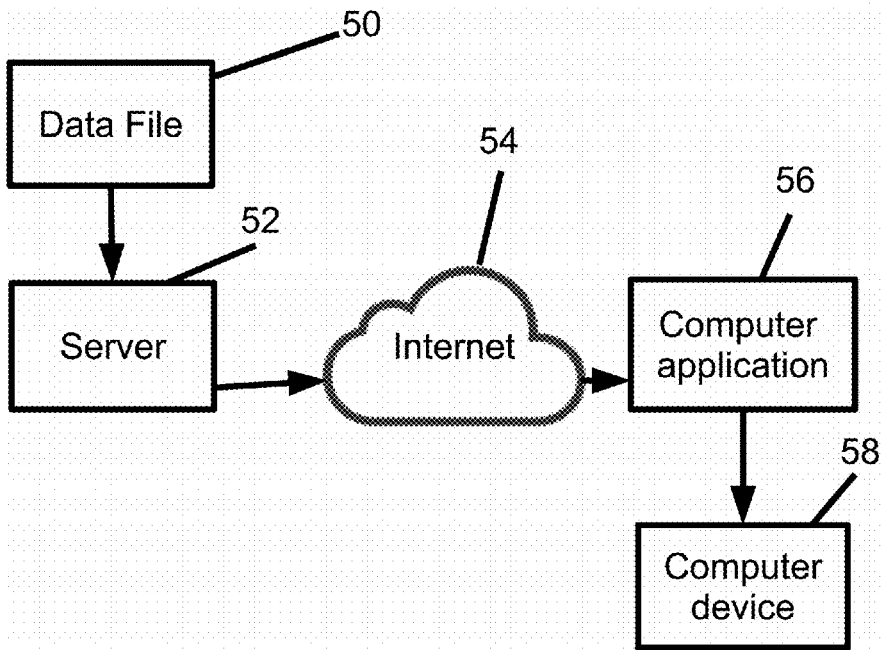 50
Data File
52
Server
54
Internet
56
Computer
application
58
Computer
device